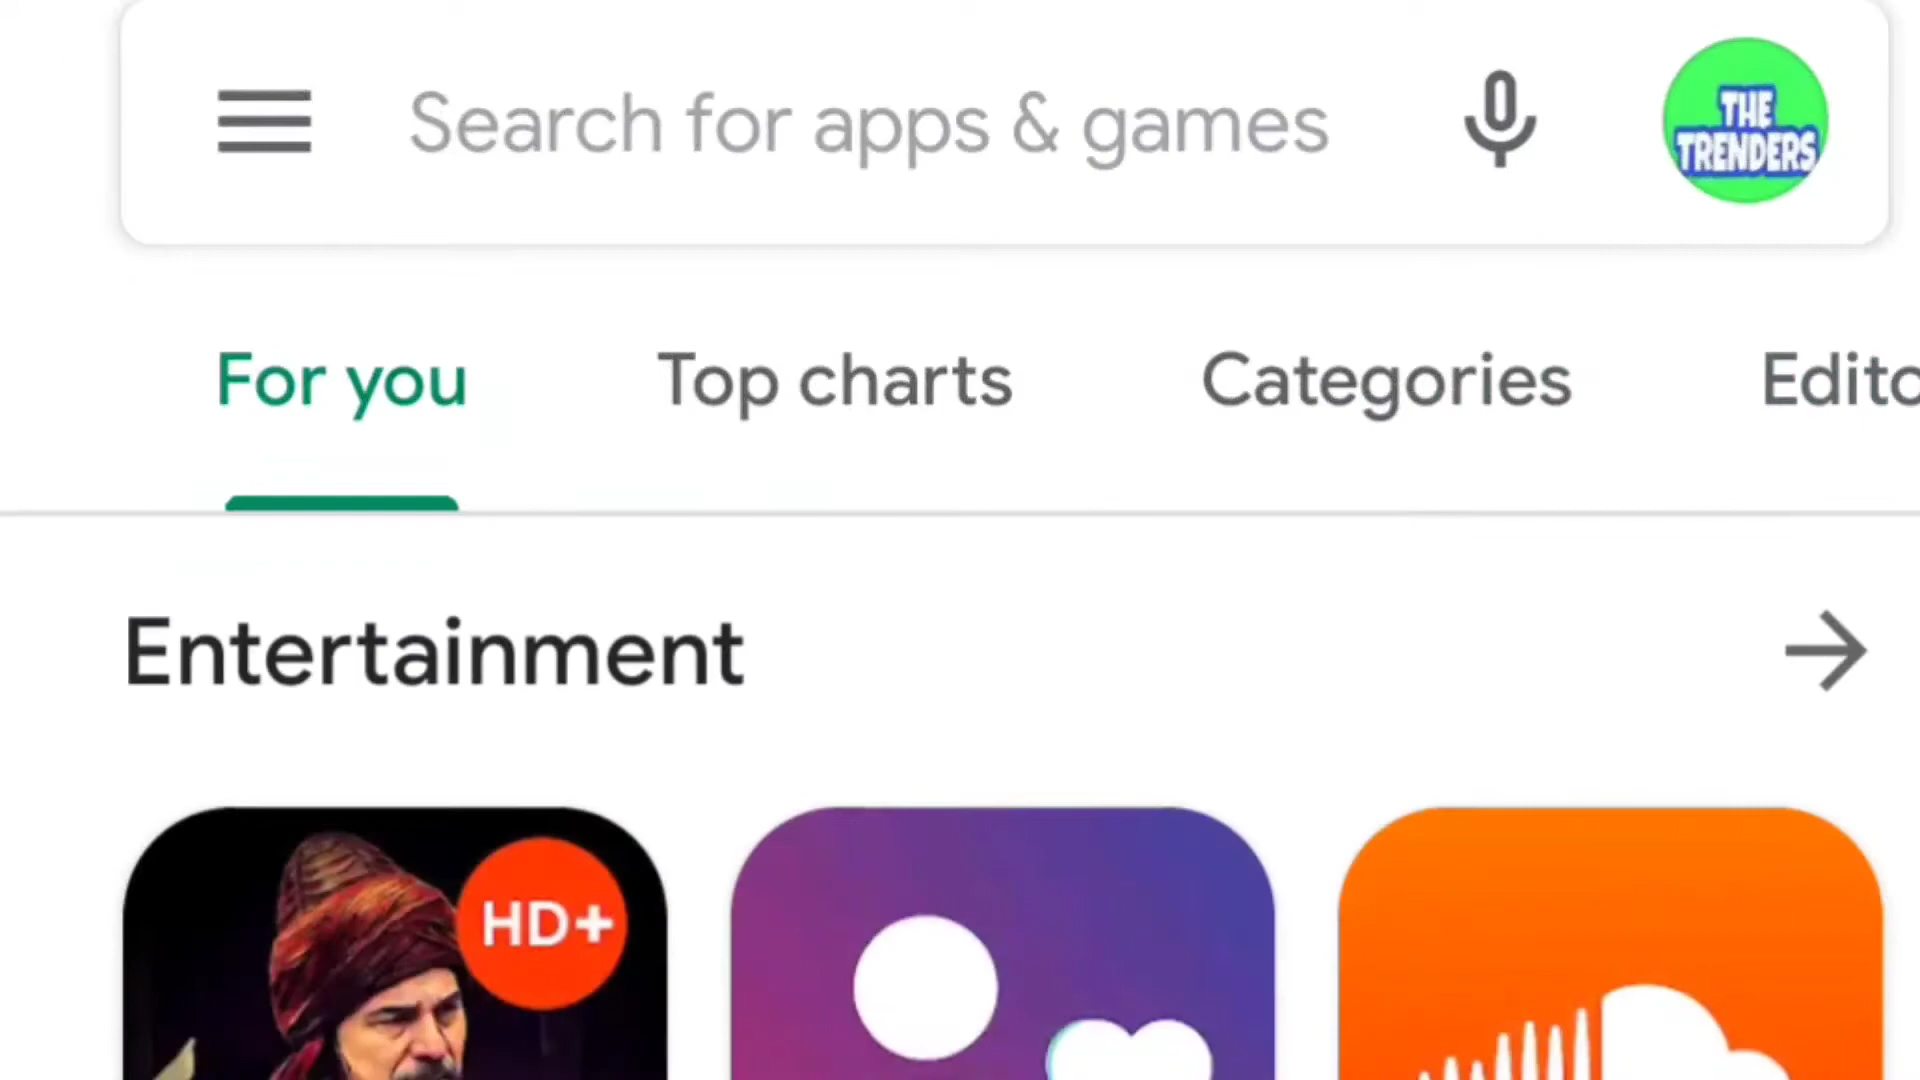 Search for apps & games
THE
TRENDERS
For you
Top charts
Categories
Edito
Entertainment
HD+